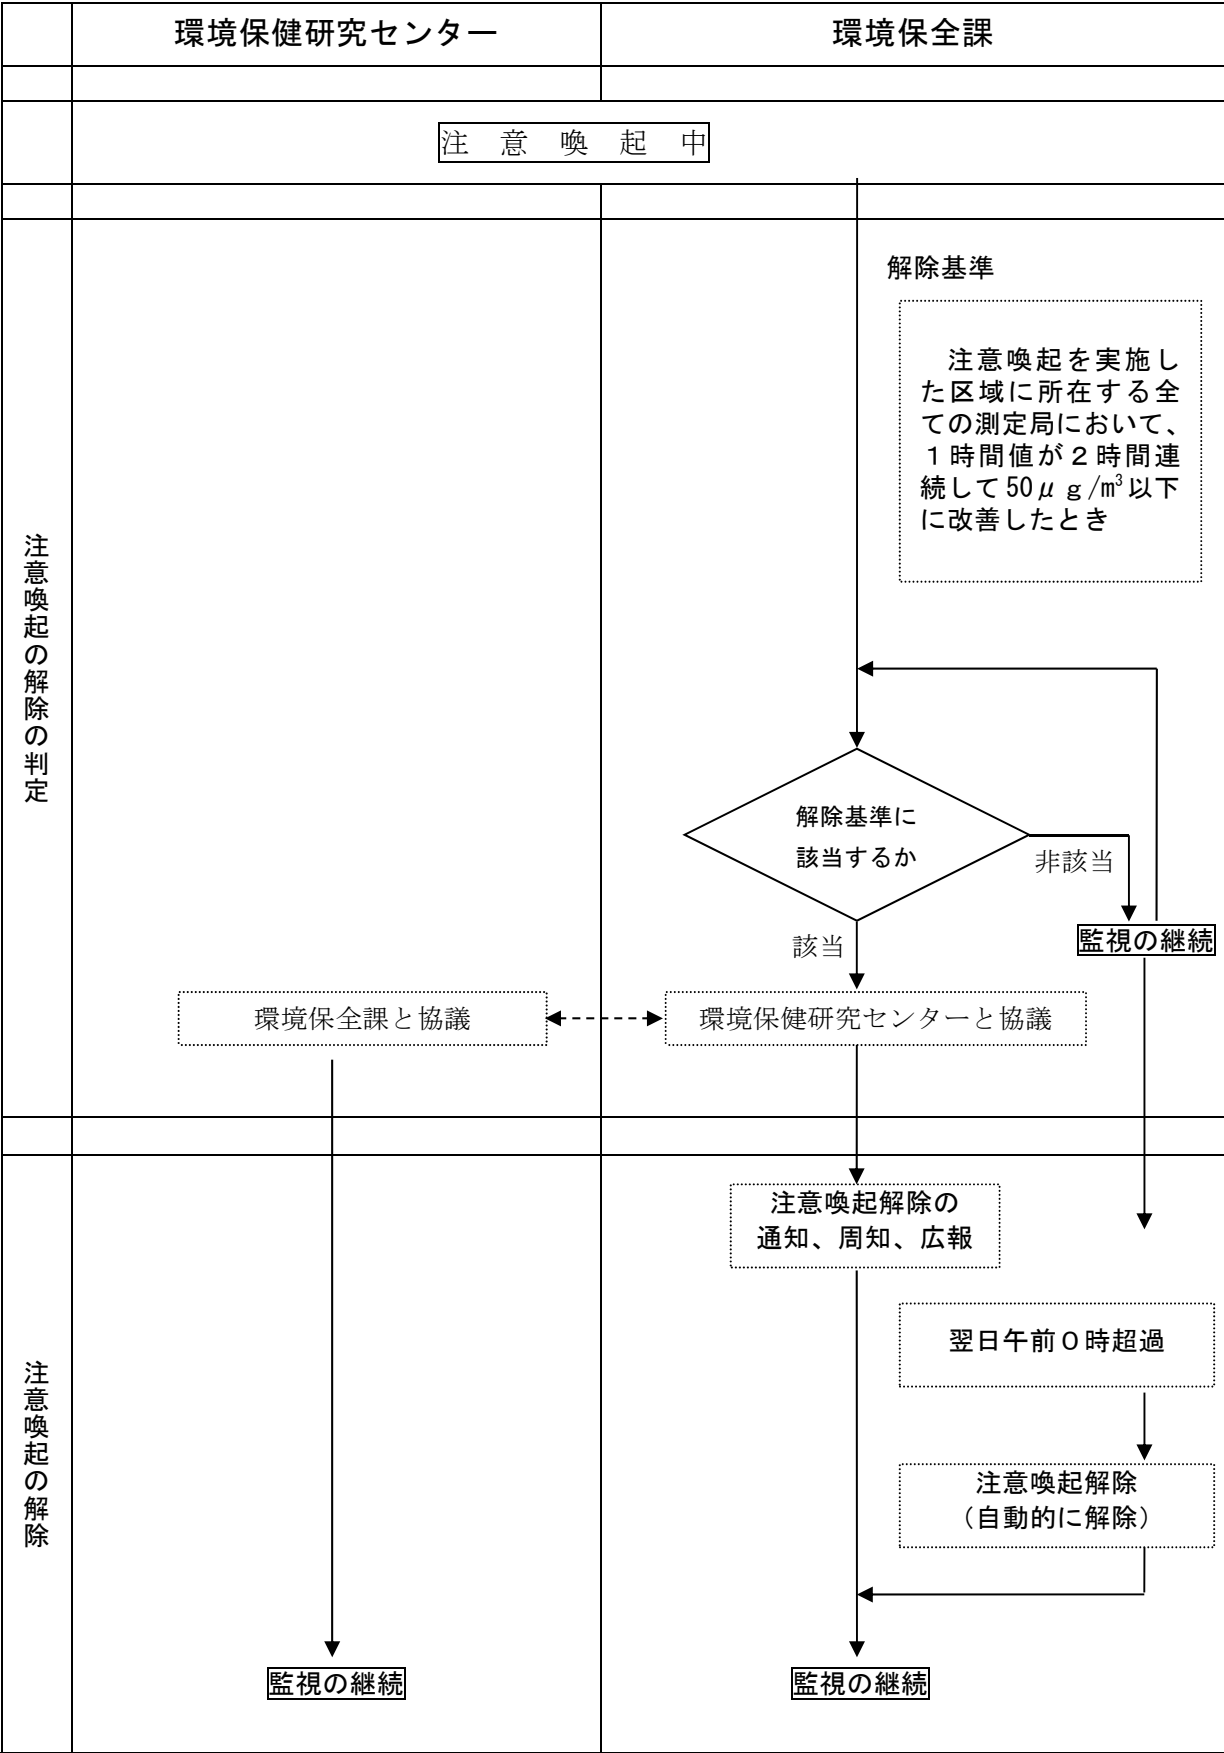 環境保健研究センター
環境保全課
注　意　喚　起　中
注意喚起の解除の判定
解除基準
　注意喚起を実施し
た区域に所在する全
ての測定局において、
１時間値が２時間連
続して50μｇ/m³以下
に改善したとき
解除基準に
該当するか
非該当
監視の継続
該当
環境保全課と協議
環境保健研究センターと協議
注意喚起の解除
注意喚起解除の
通知、周知、広報
翌日午前０時超過
注意喚起解除
（自動的に解除）
監視の継続
監視の継続